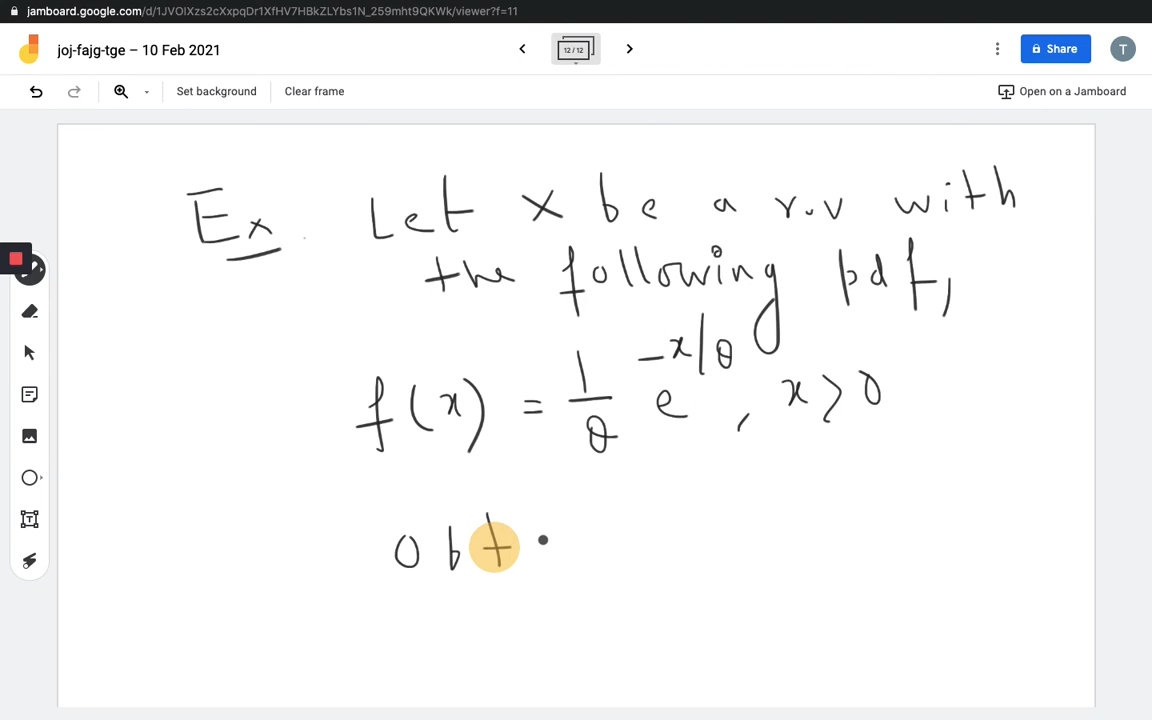 jamboard.google.com/d/1JVOIXzs2cXxpqDr1XfHV7HBkZLYbs1N_259mht9QKWk/viewer?f=11
joj-fajg-tge – 10 Feb 2021
12 / 12
Share
T
Set background
Clear frame
Open on a Jamboard
Ex. Let X be a r.v with
the following pdf,
f(x) = 1/θ e^{-x/θ}, x > 0
obt